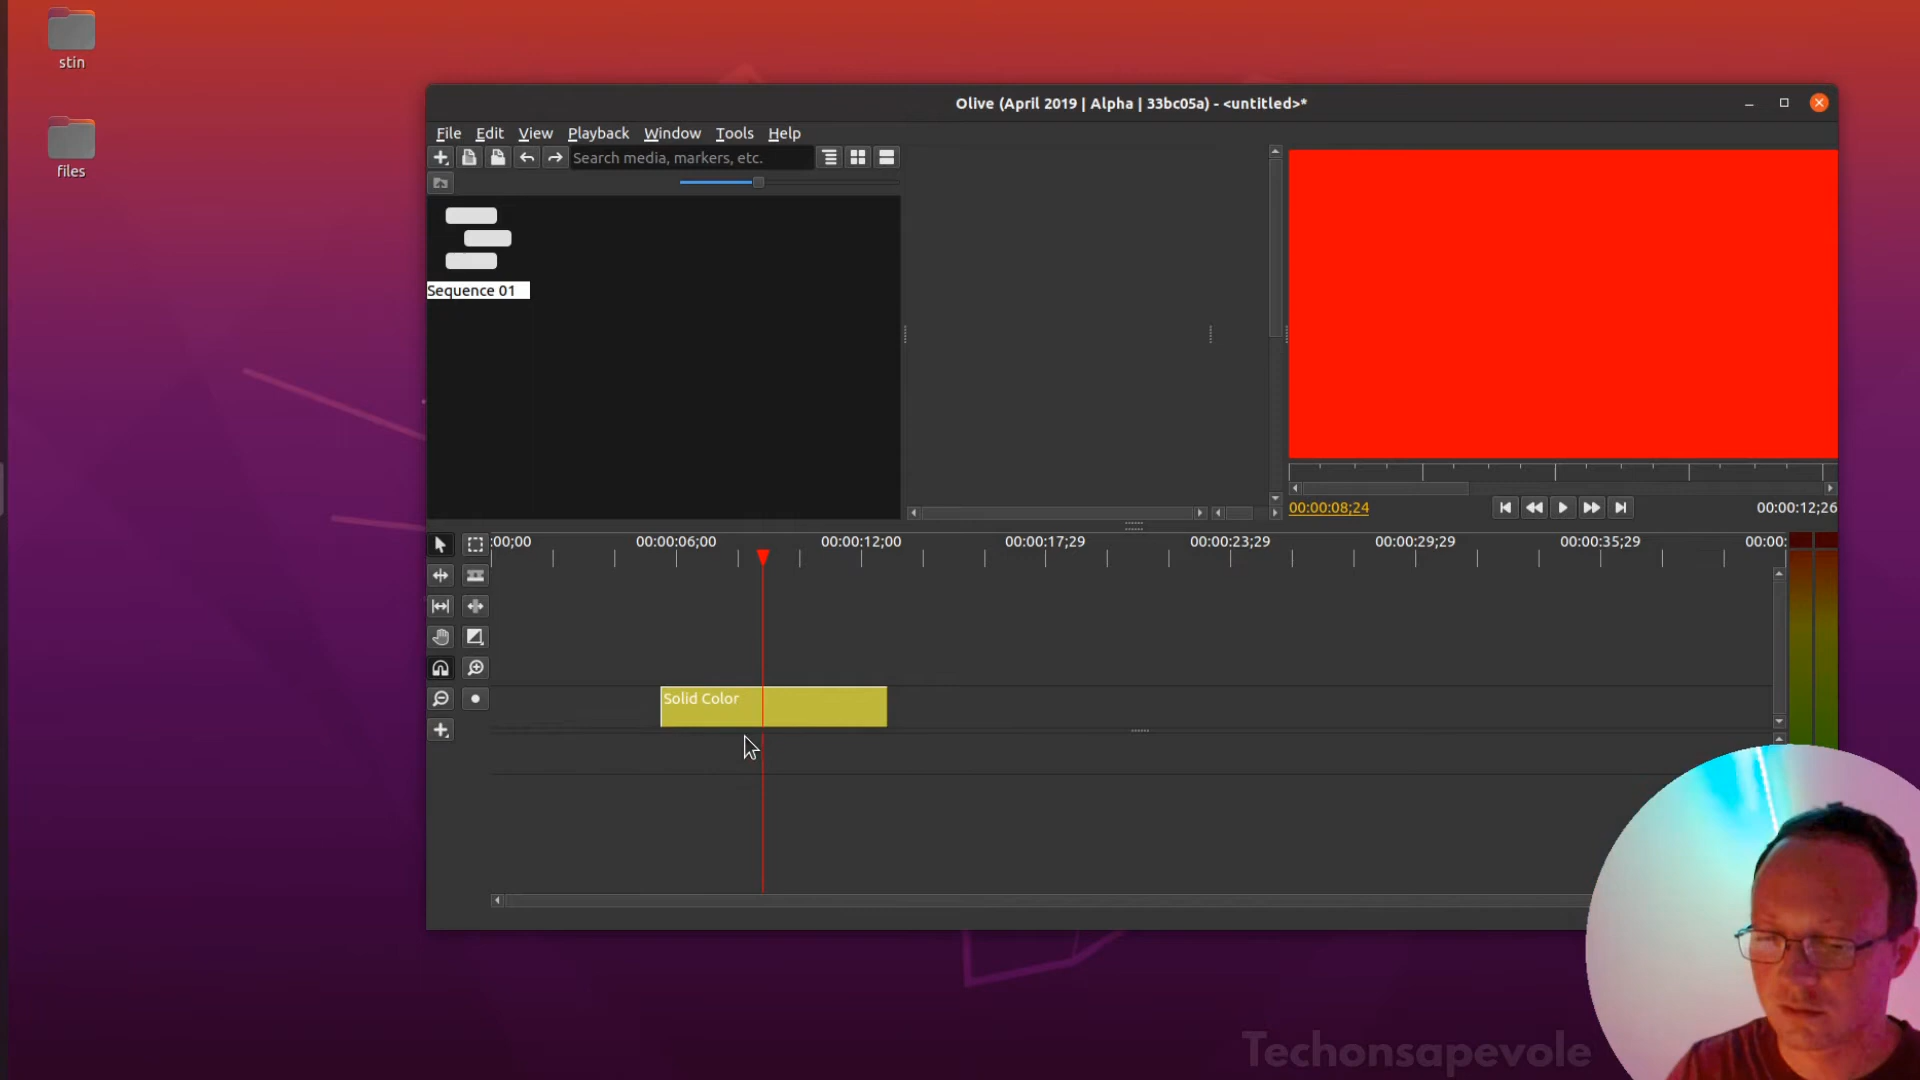 stin
files
Olive (April 2019 | Alpha | 33bc05a) - <untitled>*
File Edit View Playback Window Tools Help
Search media, markers, etc.
Sequence 01
00:00:08;24
00:00:12;26
:00;00 00:00:06;00 00:00:12;00 00:00:17;29 00:00:23;29 00:00:29;29 00:00:35;29 00:00:
Solid Color
Techonsapevole